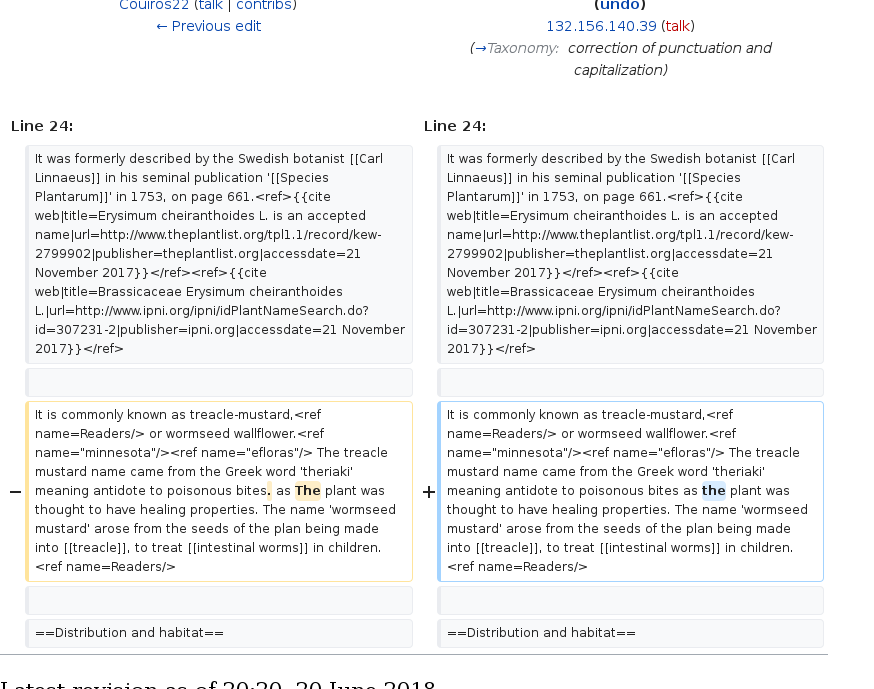 Couiros22 (talk | contribs)
← Previous edit
(undo)
132.156.140.39 (talk)
(→Taxonomy: correction of punctuation and
capitalization)
Line 24:
It was formerly described by the Swedish botanist [[Carl
Linnaeus]] in his seminal publication '[[Species
Plantarum]]' in 1753, on page 661.<ref>{{cite
web|title=Erysimum cheiranthoides L. is an accepted
name|url=http://www.theplantlist.org/tpl1.1/record/kew-
2799902|publisher=theplantlist.org|accessdate=21
November 2017}}</ref><ref>{{cite
web|title=Brassicaceae Erysimum cheiranthoides
L.|url=http://www.ipni.org/ipni/idPlantNameSearch.do?
id=307231-2|publisher=ipni.org|accessdate=21 November
2017}}</ref>
− It is commonly known as treacle-mustard,<ref
name=Readers/> or wormseed wallflower.<ref
name="minnesota"/><ref name="efloras"/> The treacle
mustard name came from the Greek word 'theriaki'
meaning antidote to poisonous bites. as The plant was
thought to have healing properties. The name 'wormseed
mustard' arose from the seeds of the plan being made
into [[treacle]], to treat [[intestinal worms]] in children.
<ref name=Readers/>
==Distribution and habitat==
Line 24:
It was formerly described by the Swedish botanist [[Carl
Linnaeus]] in his seminal publication '[[Species
Plantarum]]' in 1753, on page 661.<ref>{{cite
web|title=Erysimum cheiranthoides L. is an accepted
name|url=http://www.theplantlist.org/tpl1.1/record/kew-
2799902|publisher=theplantlist.org|accessdate=21
November 2017}}</ref><ref>{{cite
web|title=Brassicaceae Erysimum cheiranthoides
L.|url=http://www.ipni.org/ipni/idPlantNameSearch.do?
id=307231-2|publisher=ipni.org|accessdate=21 November
2017}}</ref>
+ It is commonly known as treacle-mustard,<ref
name=Readers/> or wormseed wallflower.<ref
name="minnesota"/><ref name="efloras"/> The treacle
mustard name came from the Greek word 'theriaki'
meaning antidote to poisonous bites as the plant was
thought to have healing properties. The name 'wormseed
mustard' arose from the seeds of the plan being made
into [[treacle]], to treat [[intestinal worms]] in children.
<ref name=Readers/>
==Distribution and habitat==
Latest revision as of 20:20, 20 June 2018